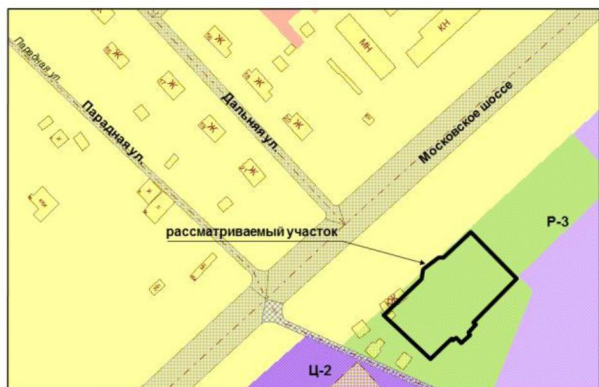 Парадная ул.
Парадная ул.
Дальняя ул.
Московское шоссе
МН
КН
Ж
Ж
Ж
Ж
Ж
Ж
Ж
рассматриваемый участок
Р-3
Ц-2